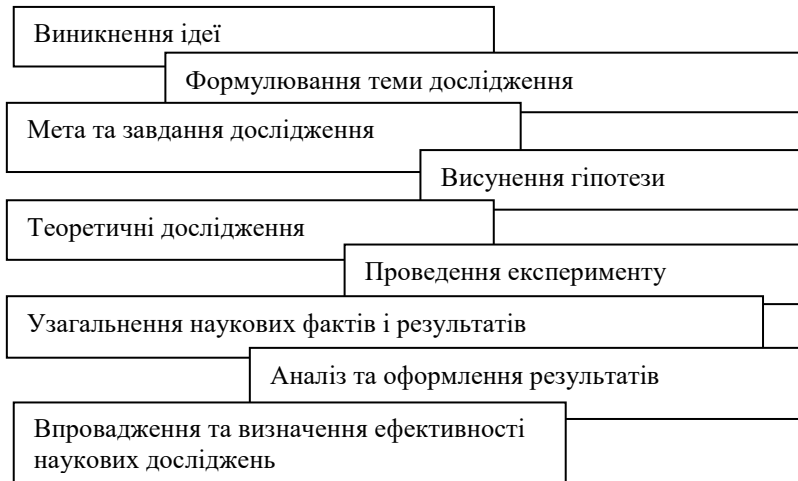 Виникнення ідеї
Формулювання теми дослідження
Мета та завдання дослідження
Висунення гіпотези
Теоретичні дослідження
Проведення експерименту
Узагальнення наукових фактів і результатів
Аналіз та оформлення результатів
Впровадження та визначення ефективності
наукових досліджень